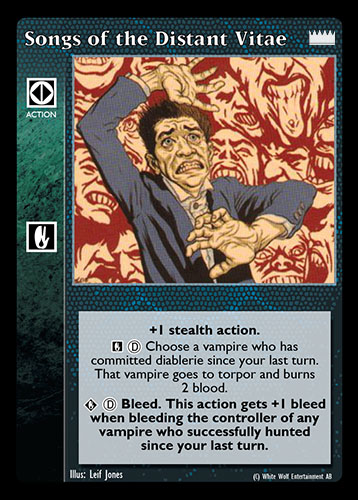 Songs of the Distant Vitae
ACTION
+1 stealth action.
Ⓓ Choose a vampire who has
committed diablerie since your last turn.
That vampire goes to torpor and burns
2 blood.
Ⓓ Bleed. This action gets +1 bleed
when bleeding the controller of any
vampire who successfully hunted
since your last turn.
Illus: Leif Jones
(C) White Wolf Entertainment AB